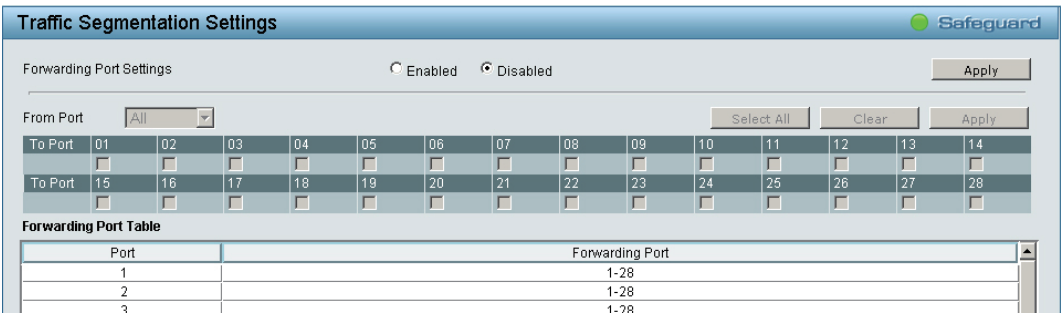 Traffic Segmentation Settings Safeguard
Forwarding Port Settings Enabled Disabled Apply
From Port All Select All Clear Apply
To Port 01 02 03 04 05 06 07 08 09 10 11 12 13 14
To Port 15 16 17 18 19 20 21 22 23 24 25 26 27 28
Forwarding Port Table
Port Forwarding Port
1 1-28
2 1-28
3 1-28